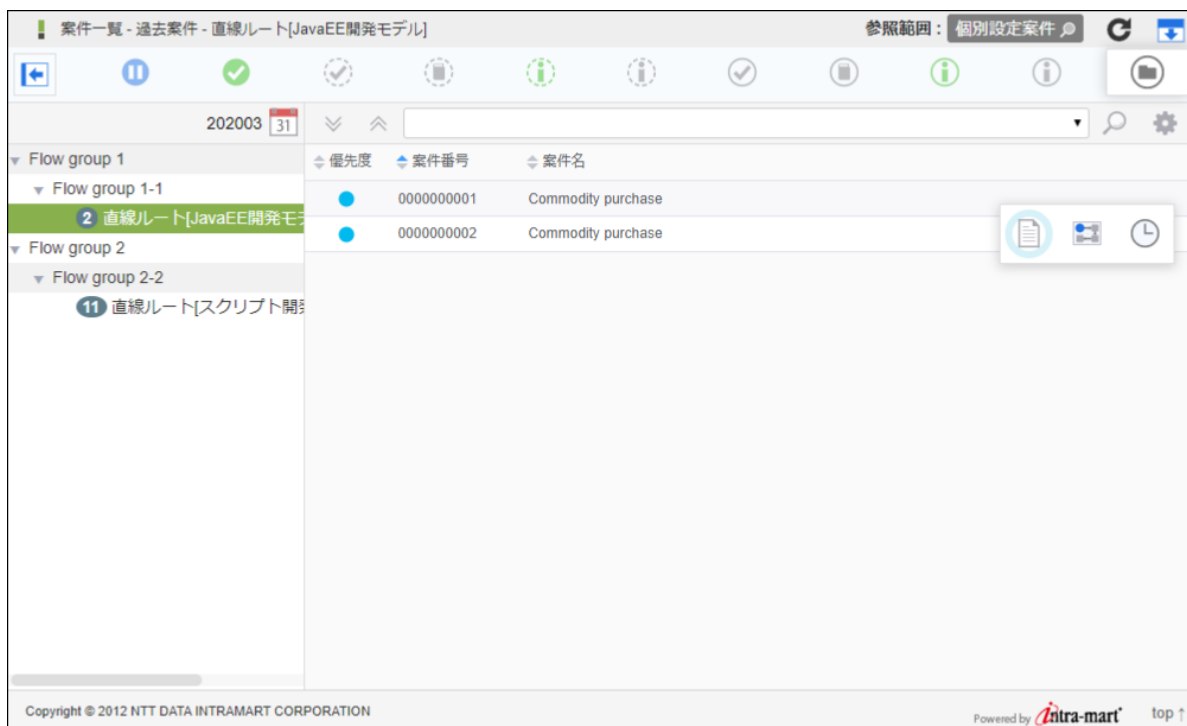 案件一覧 - 過去案件 - 直線ルート[JavaEE開発モデル]
参照範囲 : 個別設定案件
202003 31
Flow group 1
Flow group 1-1
2 直線ルート[JavaEE開発モデ
Flow group 2
Flow group 2-2
11 直線ルート[スクリプト開発
優先度 案件番号 案件名
0000000001 Commodity purchase
0000000002 Commodity purchase
Copyright © 2012 NTT DATA INTRAMART CORPORATION
Powered by intra-mart
top ↑